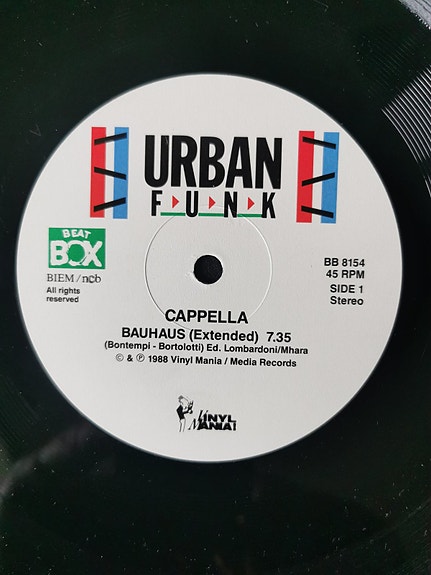 URBAN
FUNK
BEAT
BOX
BIEM/ncb
All rights
reserved
BB 8154
45 RPM
SIDE 1
Stereo
CAPPELLA
BAUHAUS (Extended) 7.35
(Bontempi - Bortolotti) Ed. Lombardoni/Mhara
© & ℗ 1988 Vinyl Mania / Media Records
VINYL
MANIA!